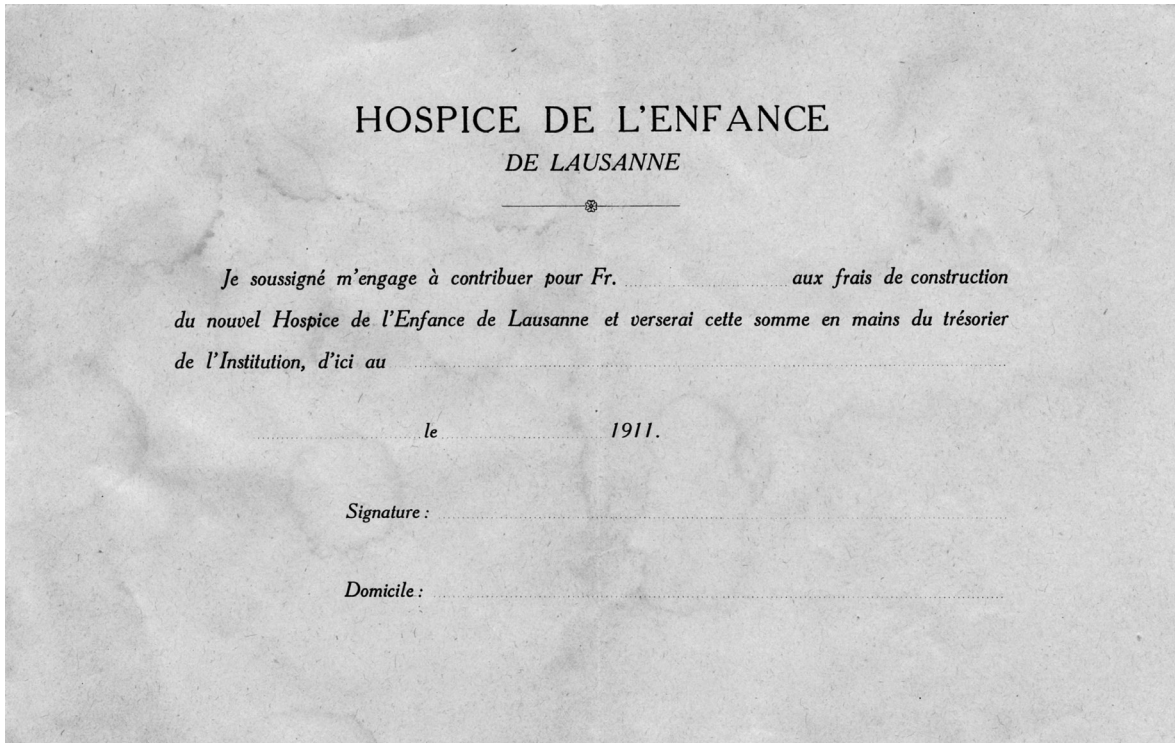 HOSPICE DE L'ENFANCE
DE LAUSANNE
Je soussigné m'engage à contribuer pour Fr. aux frais de construction
du nouvel Hospice de l'Enfance de Lausanne et verserai cette somme en mains du trésorier
de l'Institution, d'ici au
le 1911.
Signature :
Domicile :